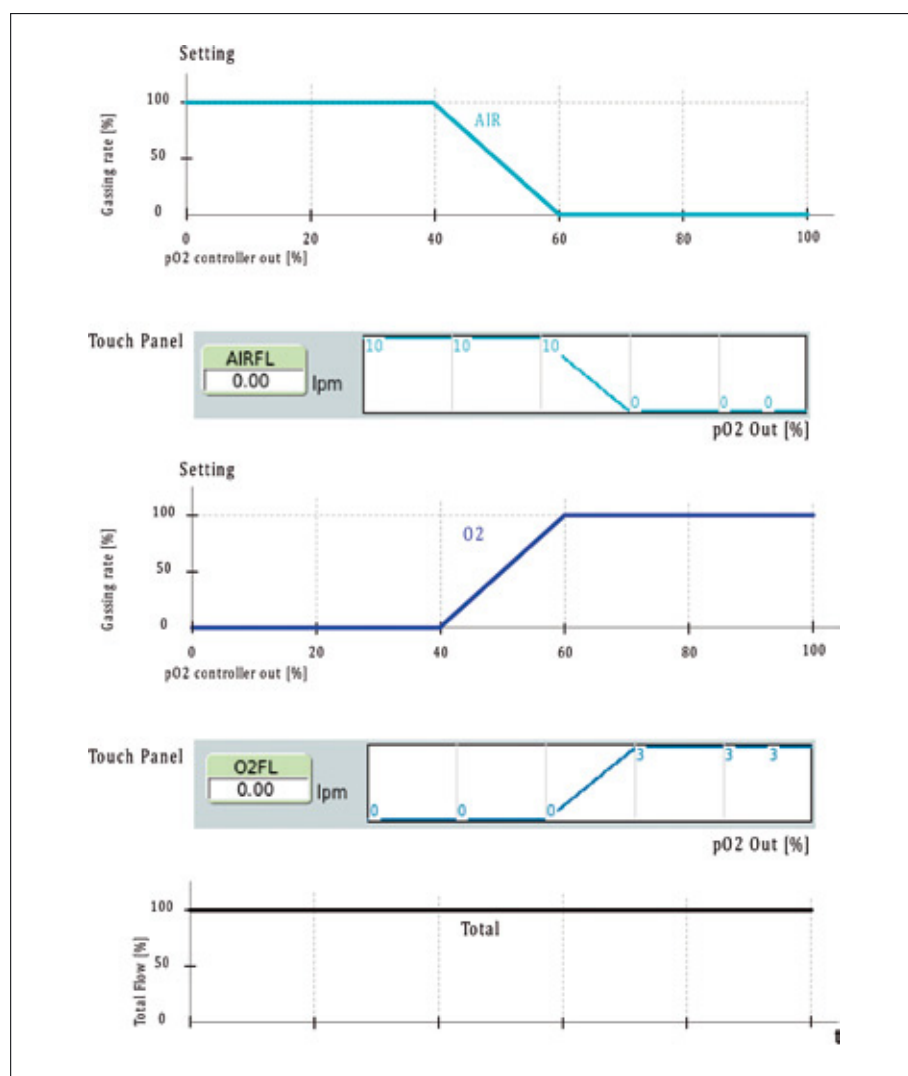 Setting
Gassing rate [%]
100
50
0
AIR
0 20 40 60 80 100
pO2 controller out [%]
Touch Panel
AIRFL
0.00 lpm
10 10 10 0 0 0
pO2 Out [%]
Setting
Gassing rate [%]
100
50
0
O2
0 20 40 60 80 100
pO2 controller out [%]
Touch Panel
O2FL
0.00 lpm
0 0 0 3 3 3
pO2 Out [%]
Total Flow [%]
100
50
0
Total